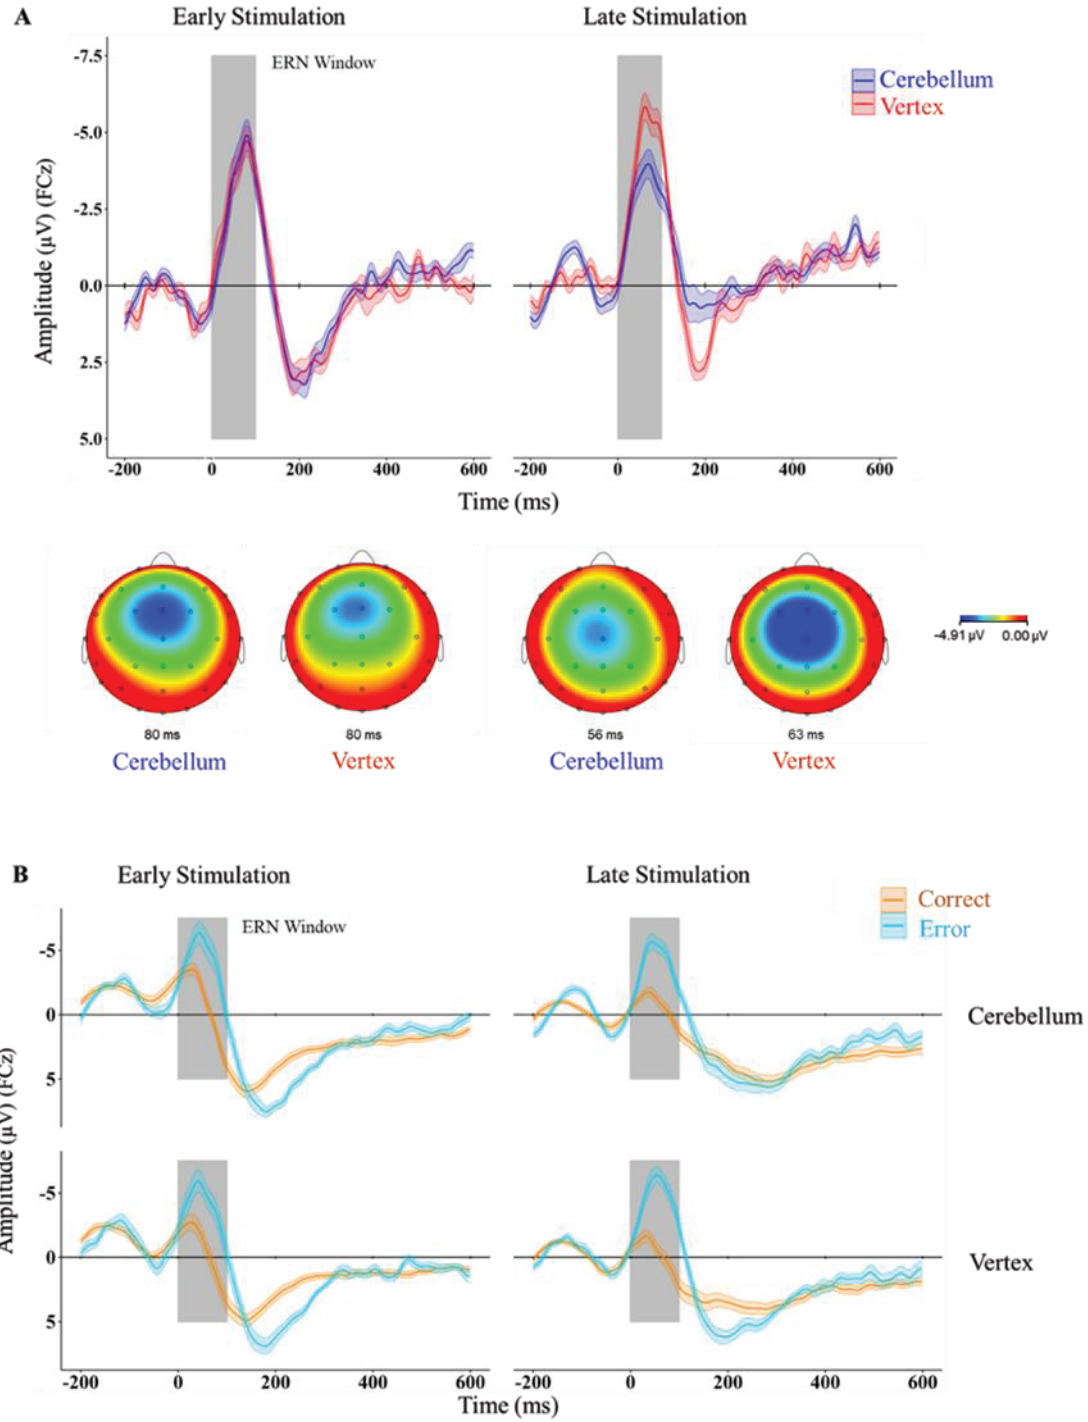 A
Early Stimulation
Late Stimulation
ERN Window
Cerebellum
Vertex
Amplitude (µV) (FCz)
-7.5
-5.0
-2.5
0.0
2.5
5.0
-200 0 200 400 600
-200 0 200 400 600
Time (ms)
-4.91 µV 0.00 µV
80 ms 80 ms 56 ms 63 ms
Cerebellum Vertex Cerebellum Vertex
B
Early Stimulation
Late Stimulation
ERN Window
Correct
Error
Amplitude (µV) (FCz)
-5
0
5
Cerebellum
-5
0
5
Vertex
-200 0 200 400 600
-200 0 200 400 600
Time (ms)